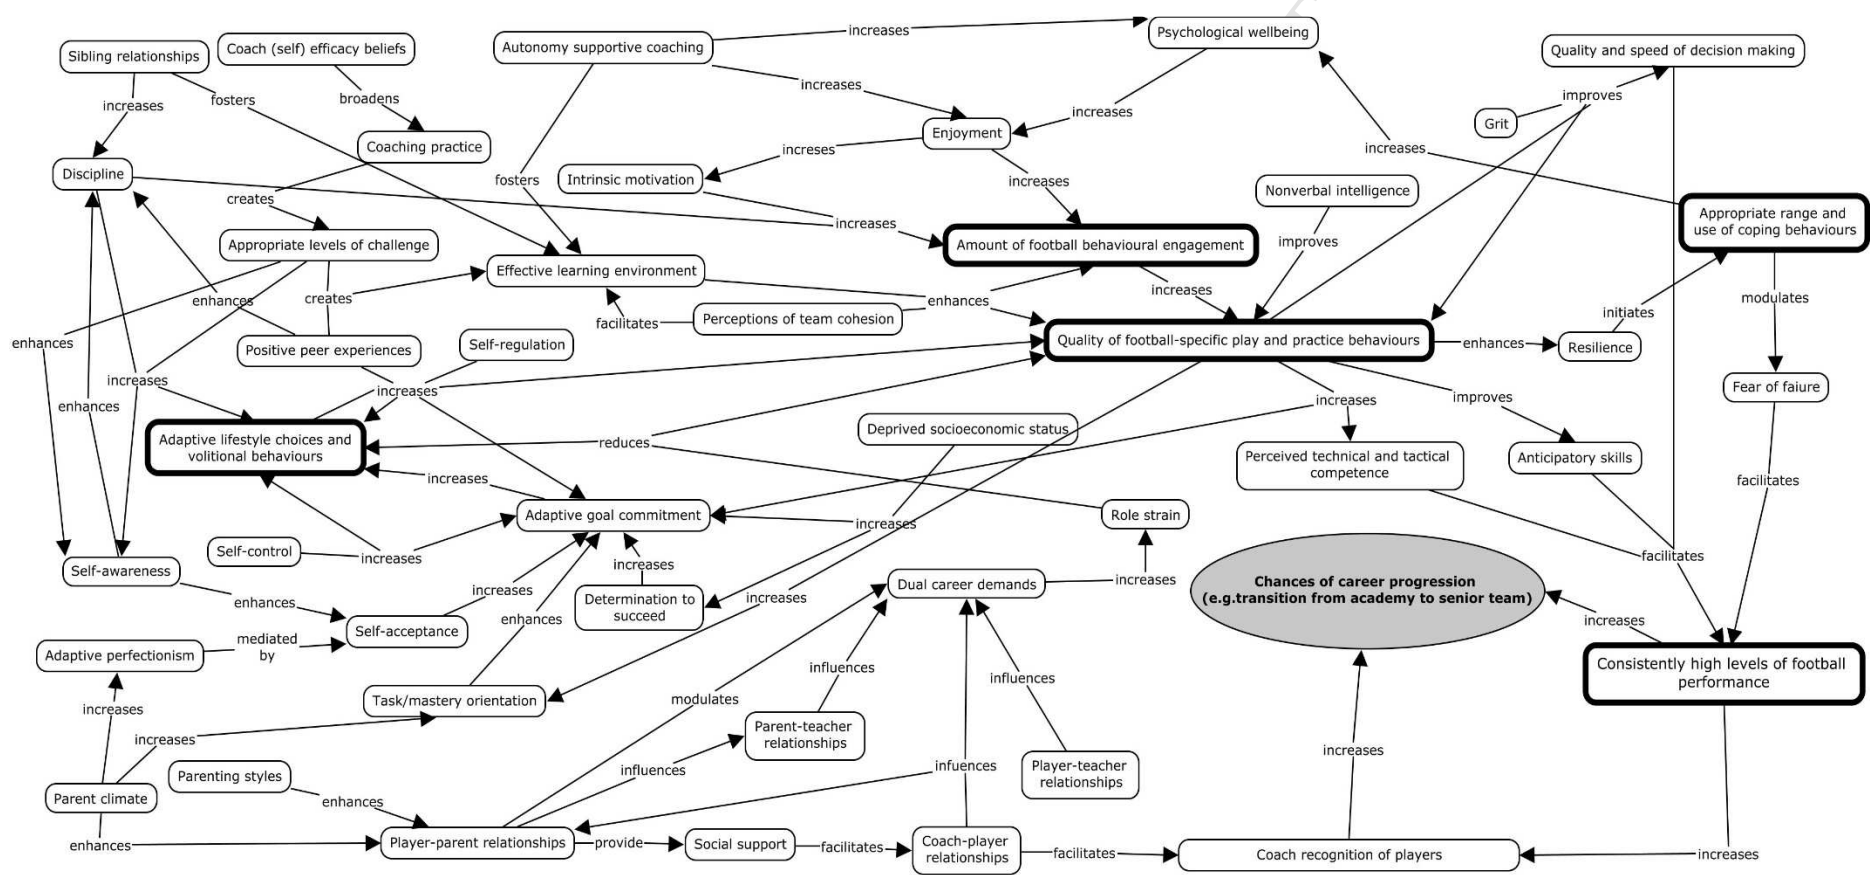 increases
Psychological wellbeing
Sibling relationships
Coach (self) efficacy beliefs
Autonomy supportive coaching
Quality and speed of decision making
increases
fosters
broadens
increases
increases
improves
Grit
Coaching practice
Enjoyment
increases
Discipline
increses
Intrinsic motivation
fosters
increases
Nonverbal intelligence
creates
increases
Appropriate range and
use of coping behaviours
Appropriate levels of challenge
Amount of football behavioural engagement
improves
Effective learning environment
enhances
creates
enhances
increases
modulates
Perceptions of team cohesion
facilitates
initiates
enhances
Positive peer experiences
Self-regulation
Quality of football-specific play and practice behaviours
enhances
Resilience
increases
increases
Fear of faiure
enhances
increases
improves
Adaptive lifestyle choices and
volitional behaviours
reduces
Deprived socioeconomic status
Perceived technical and tactical
competence
Anticipatory skills
increases
facilitates
Adaptive goal commitment
increases
Role strain
Self-control
increases
increases
facilitates
Self-awareness
increases
Dual career demands
increases
Chances of career progression
(e.g.transition from academy to senior team)
enhances
Determination to
succeed
increases
enhances
increases
Self-acceptance
mediated
by
Adaptive perfectionism
Consistently high levels of football
performance
influences
influences
Task/mastery orientation
modulates
increases
Parent-teacher
relationships
increases
increases
Parenting styles
influences
infuences
Player-teacher
relationships
Parent climate
enhances
enhances
Player-parent relationships
provide
Social support
facilitates
Coach-player
relationships
facilitates
Coach recognition of players
increases